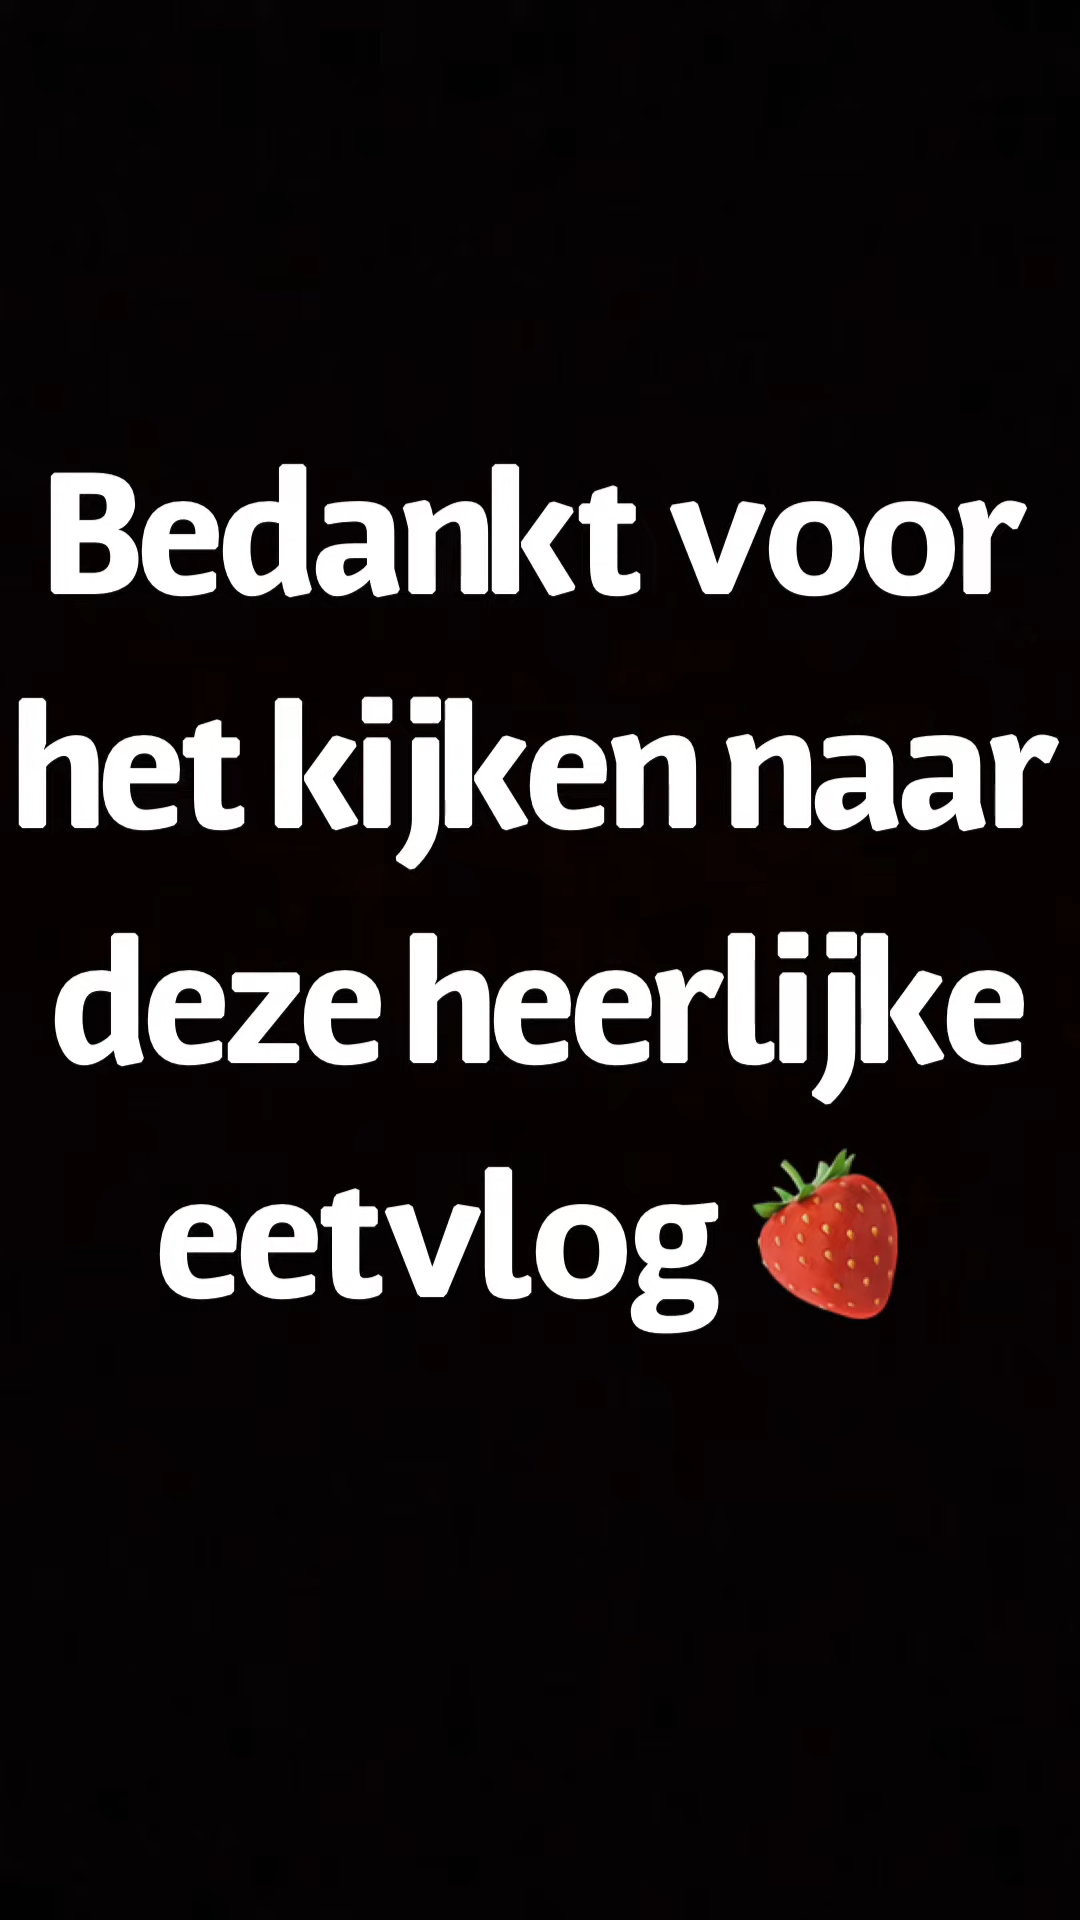 Bedankt voor
het kijken naar
deze heerlijke
eetvlog 🍓